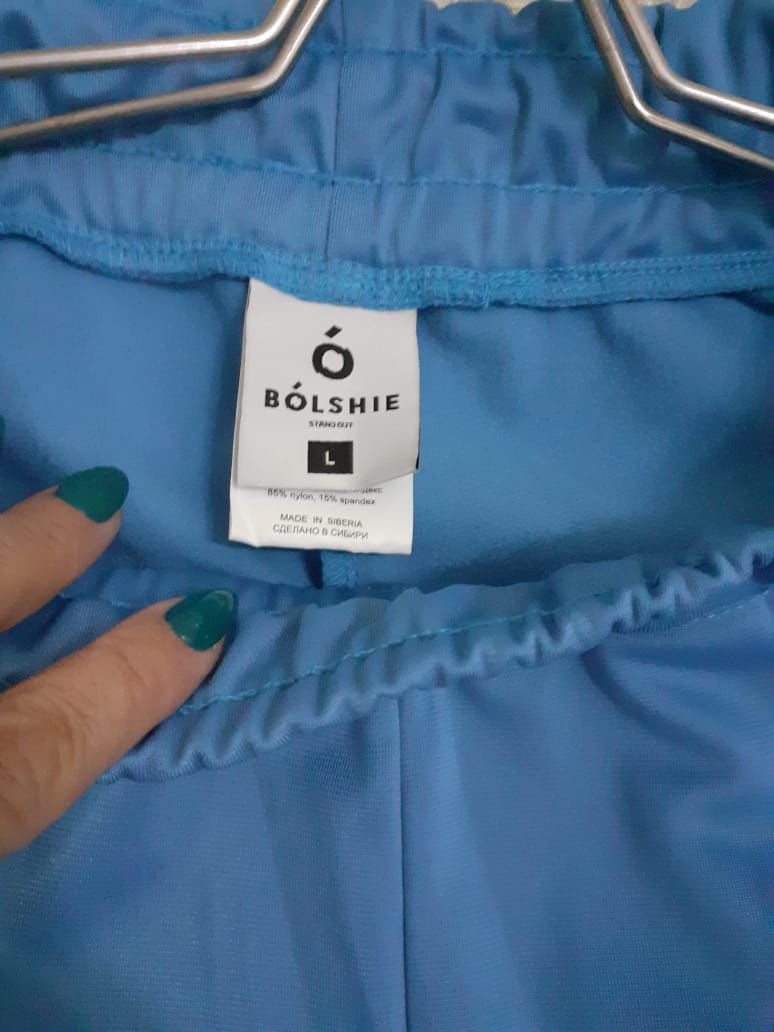 Ó
BÓLSHIE
STAND OUT
L
85% nylon, 15% spandex
MADE IN SIBERIA
СДЕЛАНО В СИБИРИ